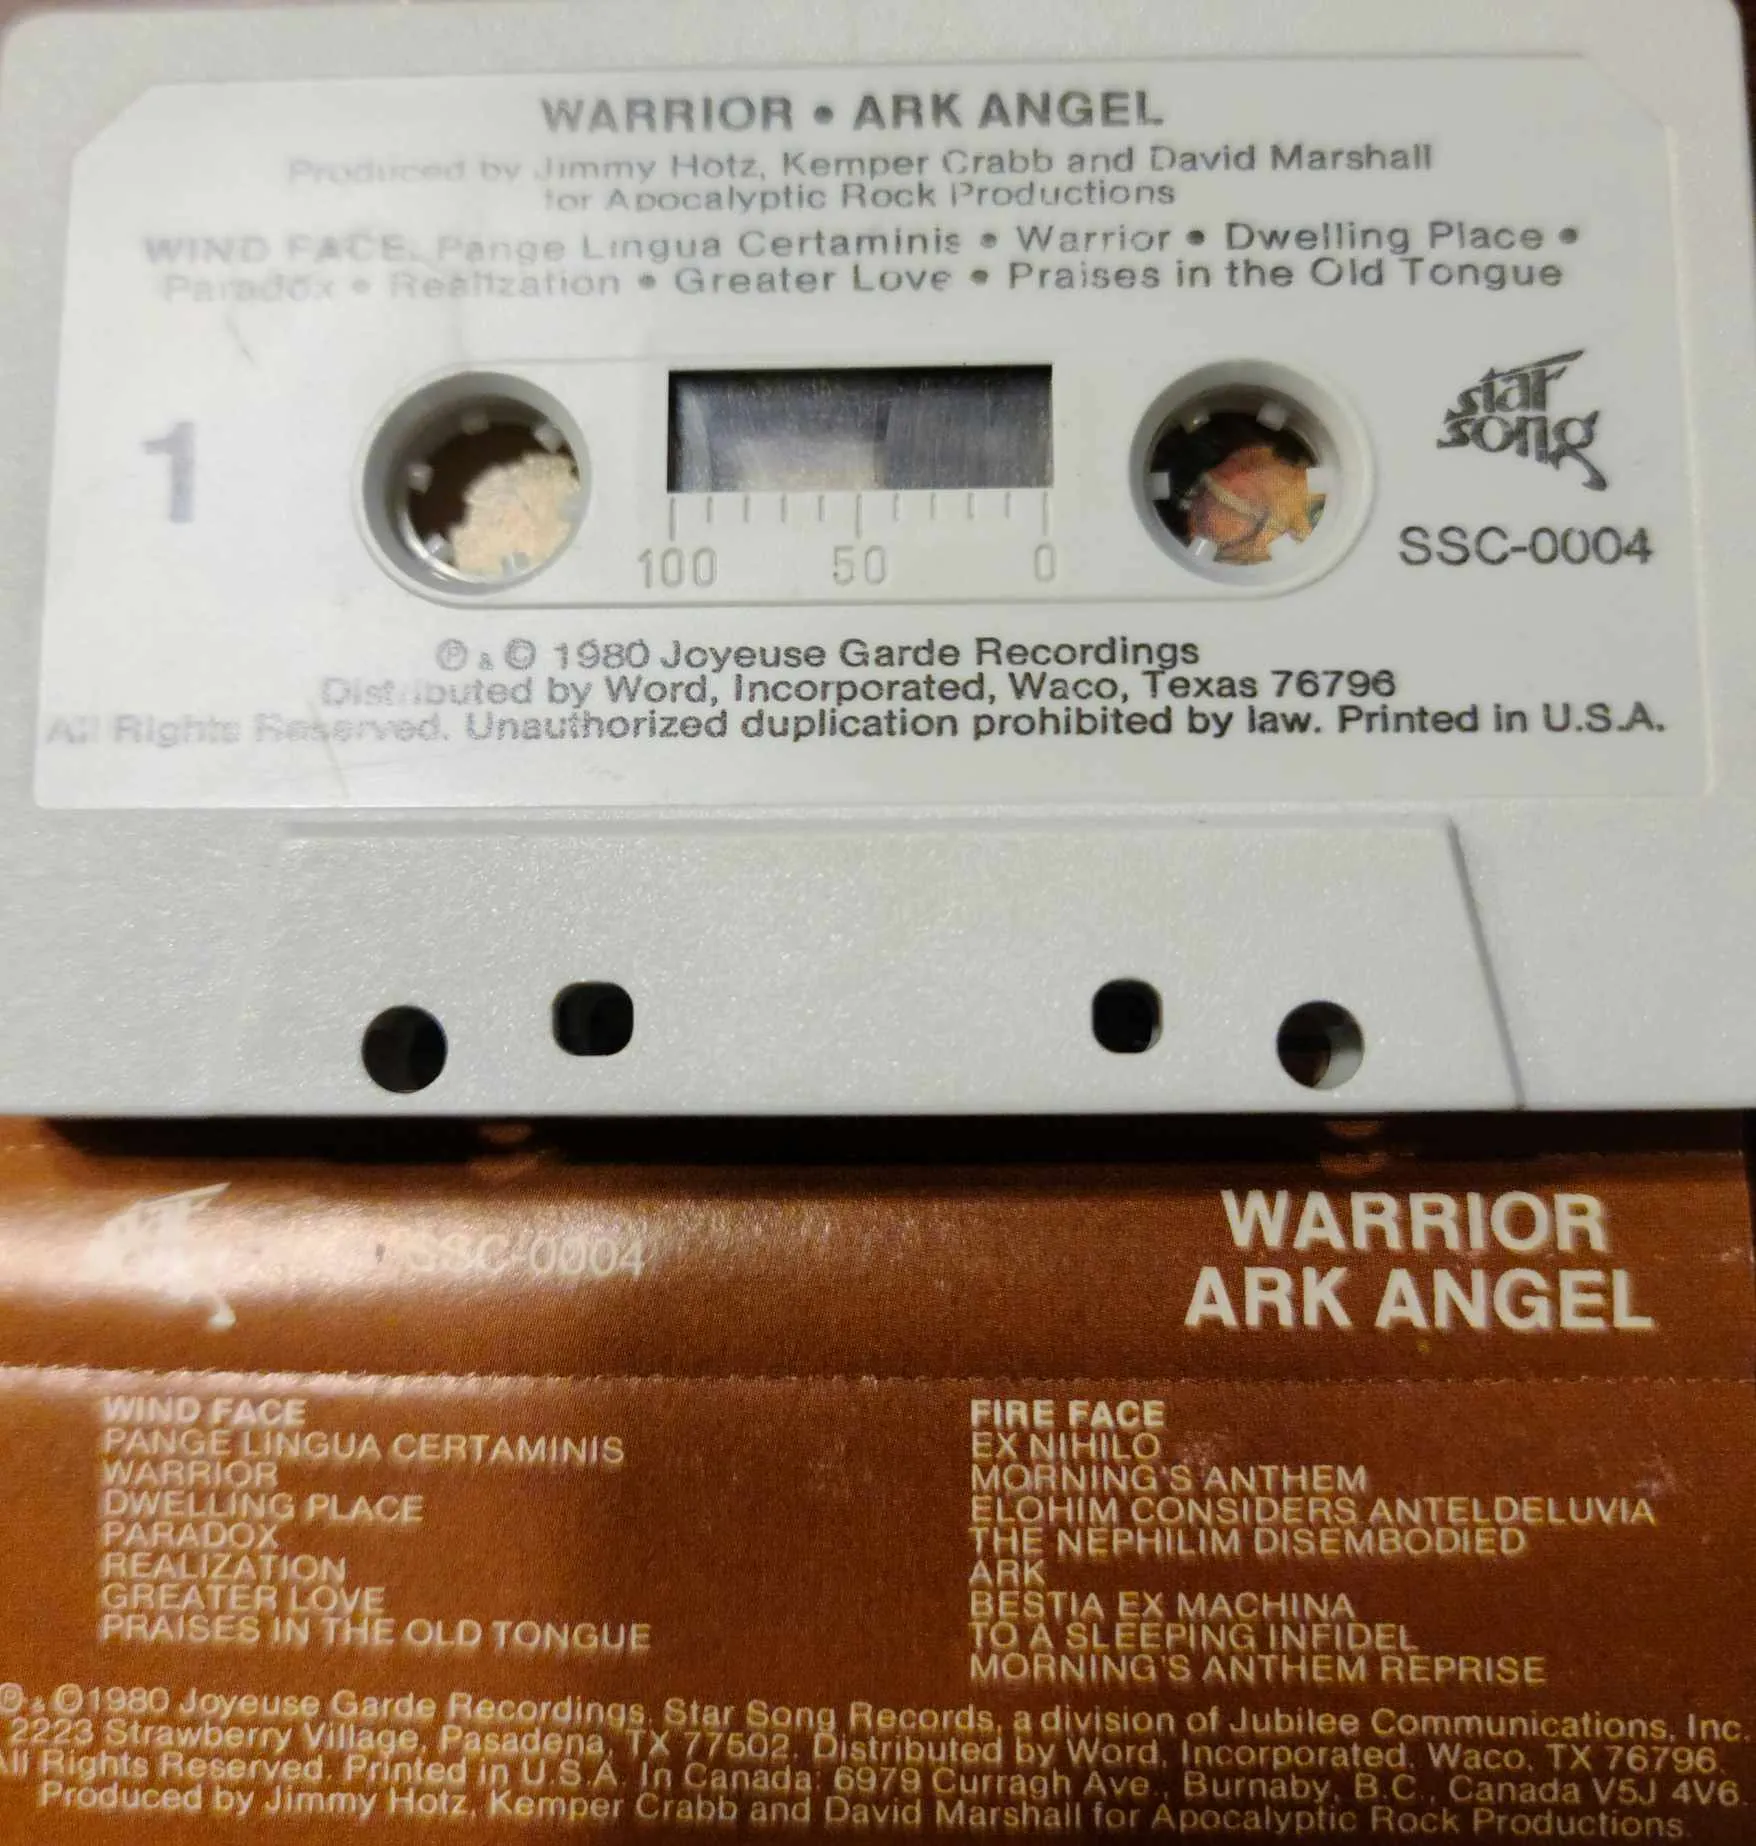 WARRIOR • ARK ANGEL
Produced by Jimmy Hotz, Kemper Crabb and David Marshall
for Apocalyptic Rock Productions
WIND FACE: Pange Lingua Certaminis • Warrior • Dwelling Place •
Paradox • Realization • Greater Love • Praises in the Old Tongue
1
star
song
100 50 0
SSC-0004
℗ & © 1980 Joyeuse Garde Recordings
Distributed by Word, Incorporated, Waco, Texas 76796
All Rights Reserved. Unauthorized duplication prohibited by law. Printed in U.S.A.
star
song
SSC-0004
WARRIOR
ARK ANGEL
WIND FACE
PANGE LINGUA CERTAMINIS
WARRIOR
DWELLING PLACE
PARADOX
REALIZATION
GREATER LOVE
PRAISES IN THE OLD TONGUE
FIRE FACE
EX NIHILO
MORNING'S ANTHEM
ELOHIM CONSIDERS ANTELDELUVIA
THE NEPHILIM DISEMBODIED
ARK
BESTIA EX MACHINA
TO A SLEEPING INFIDEL
MORNING'S ANTHEM REPRISE
℗ & ©1980 Joyeuse Garde Recordings, Star Song Records, a division of Jubilee Communications, Inc.
2223 Strawberry Village, Pasadena, TX 77502. Distributed by Word, Incorporated, Waco, TX 76796.
All Rights Reserved. Printed in U.S.A. In Canada: 6979 Curragh Ave., Burnaby, B.C., Canada V5J 4V6.
Produced by Jimmy Hotz, Kemper Crabb and David Marshall for Apocalyptic Rock Productions.